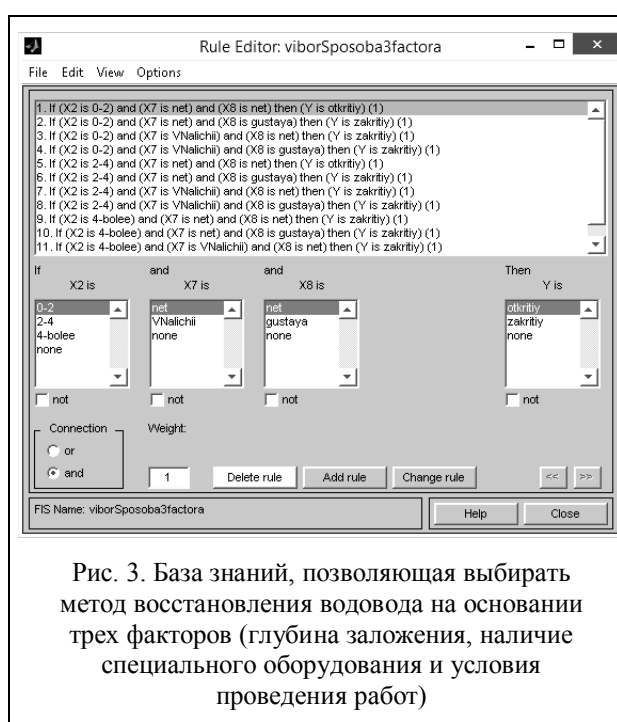 Rule Editor: viborSposoba3factora
File Edit View Options
1. If (X2 is 0-2) and (X7 is net) and (X8 is net) then (Y is otkritiy) (1)
2. If (X2 is 0-2) and (X7 is net) and (X8 is gustaya) then (Y is zakritiy) (1)
3. If (X2 is 0-2) and (X7 is VNalichii) and (X8 is net) then (Y is zakritiy) (1)
4. If (X2 is 0-2) and (X7 is VNalichii) and (X8 is gustaya) then (Y is zakritiy) (1)
5. If (X2 is 2-4) and (X7 is net) and (X8 is net) then (Y is otkritiy) (1)
6. If (X2 is 2-4) and (X7 is net) and (X8 is gustaya) then (Y is zakritiy) (1)
7. If (X2 is 2-4) and (X7 is VNalichii) and (X8 is net) then (Y is zakritiy) (1)
8. If (X2 is 2-4) and (X7 is VNalichii) and (X8 is gustaya) then (Y is zakritiy) (1)
9. If (X2 is 4-bolee) and (X7 is net) and (X8 is net) then (Y is zakritiy) (1)
10. If (X2 is 4-bolee) and (X7 is net) and (X8 is gustaya) then (Y is zakritiy) (1)
11. If (X2 is 4-bolee) and (X7 is VNalichii) and (X8 is net) then (Y is zakritiy) (1)
If and and Then
X2 is X7 is X8 is Y is
0-2 net net otkritiy
2-4 VNalichii gustaya zakritiy
4-bolee none none none
none
not not not not
Connection Weight:
or
and 1 Delete rule Add rule Change rule << >>
FIS Name: viborSposoba3factora Help Close
Рис. 3. База знаний, позволяющая выбирать
метод восстановления водовода на основании
трех факторов (глубина заложения, наличие
специального оборудования и условия
проведения работ)